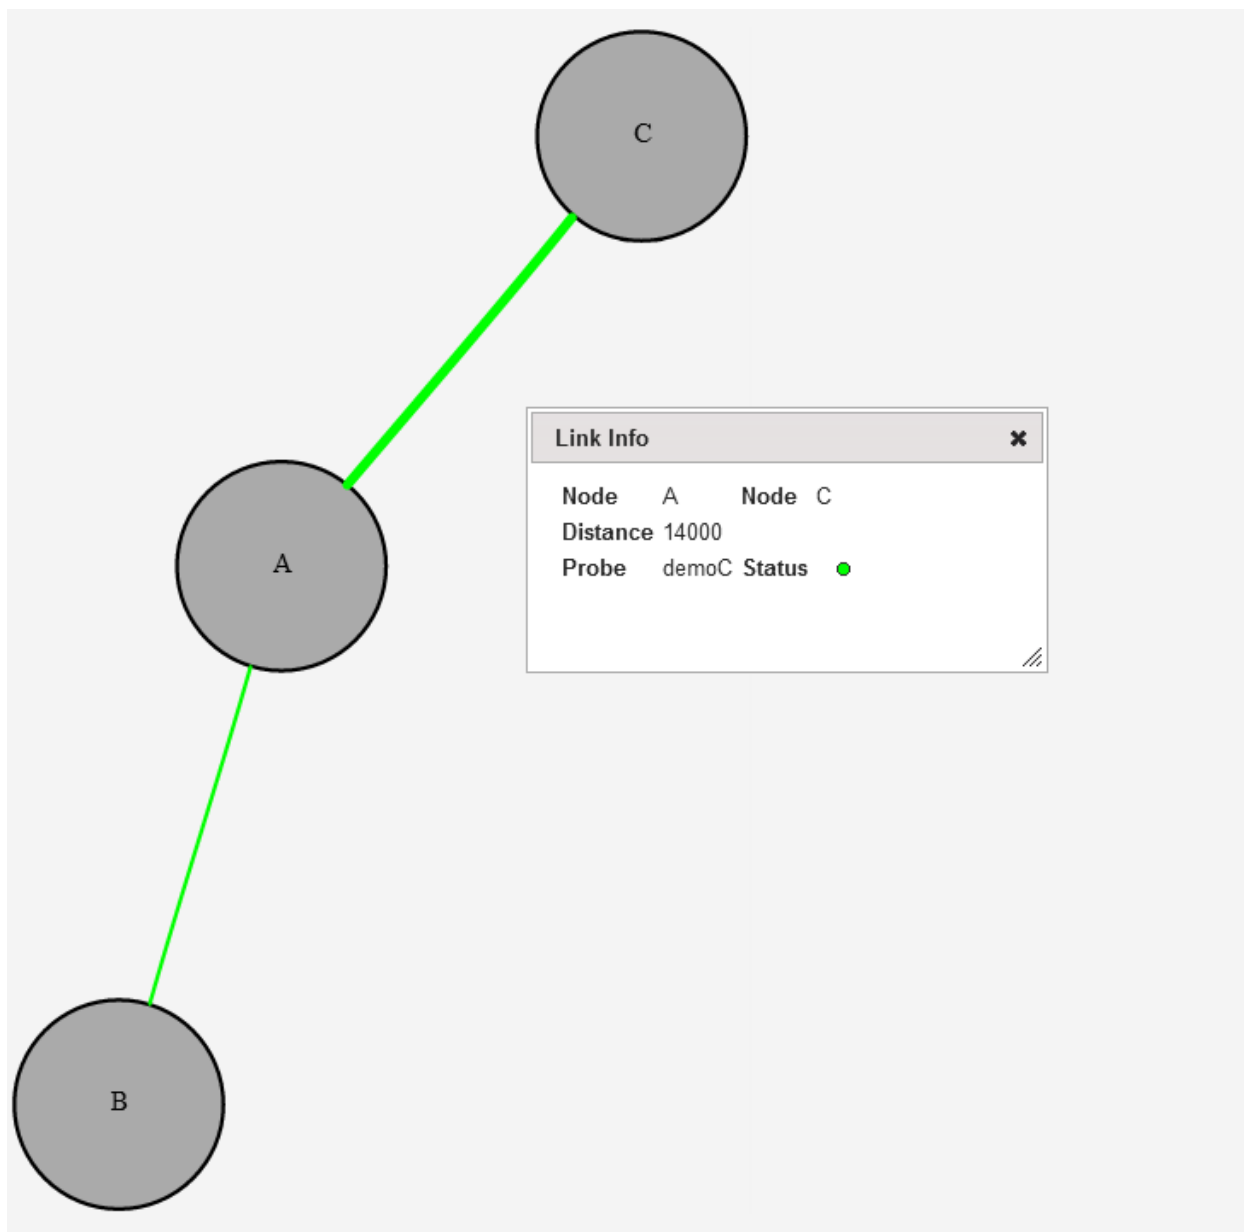 C
Link Info
Node A Node C
Distance 14000
Probe demoC Status
A
B